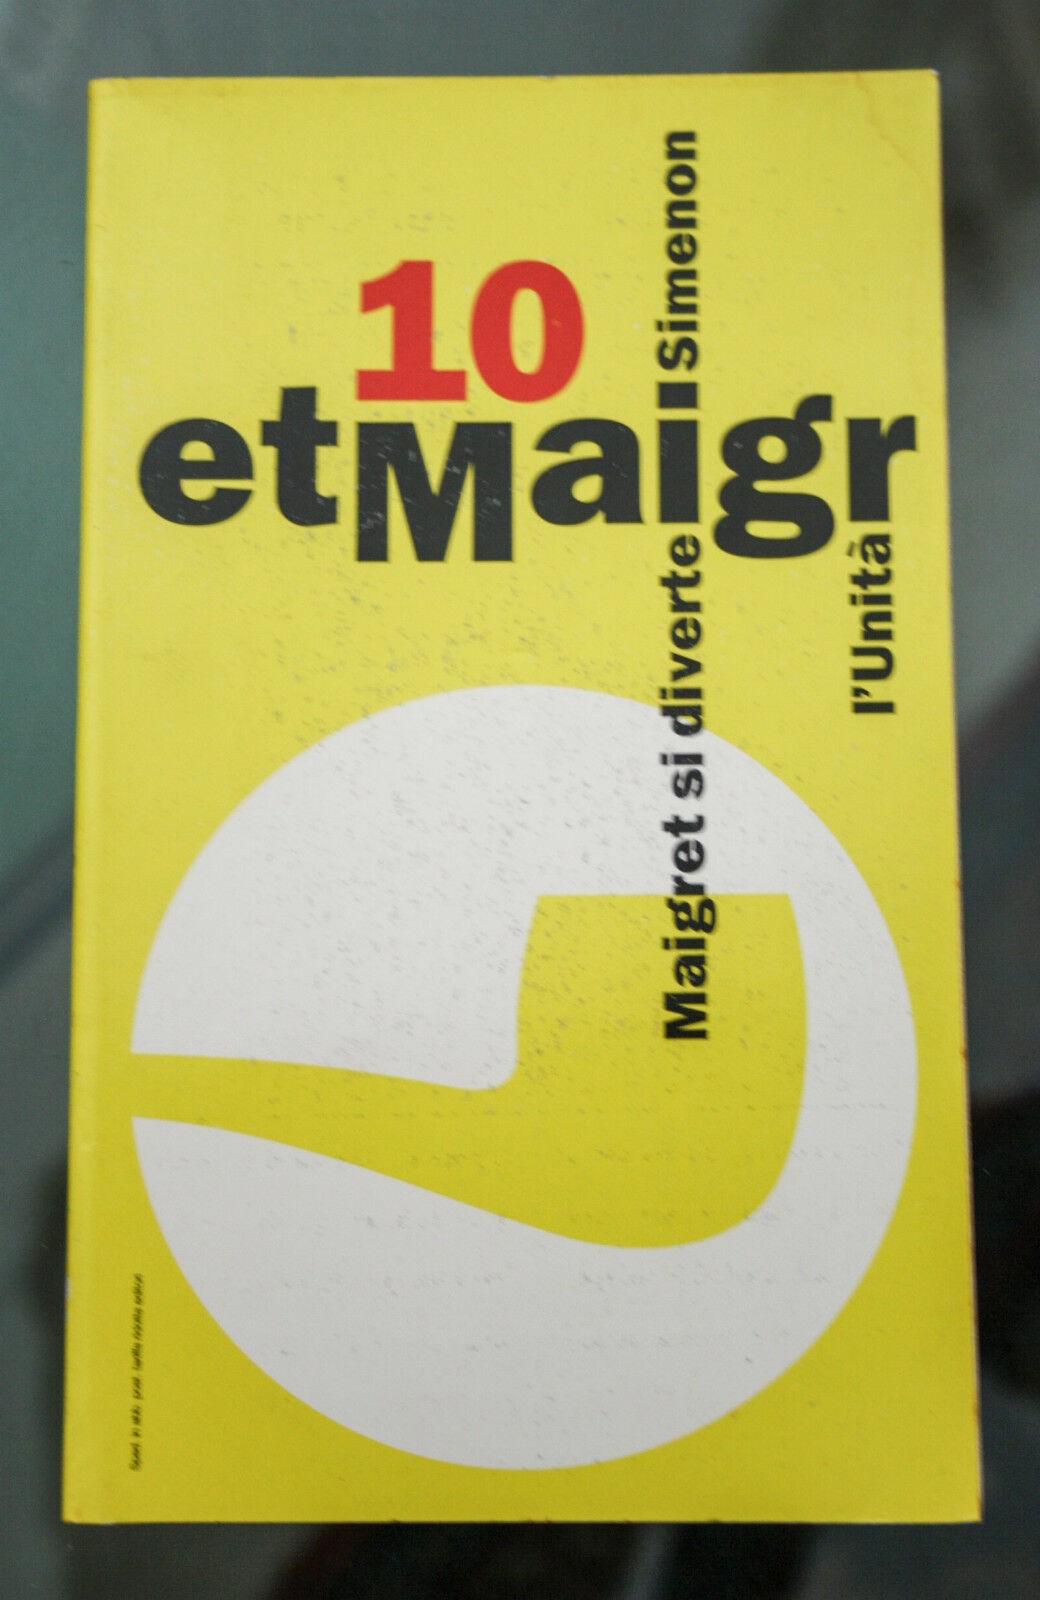 10
etMaigr
Maigret si diverte
Simenon
l'Unità